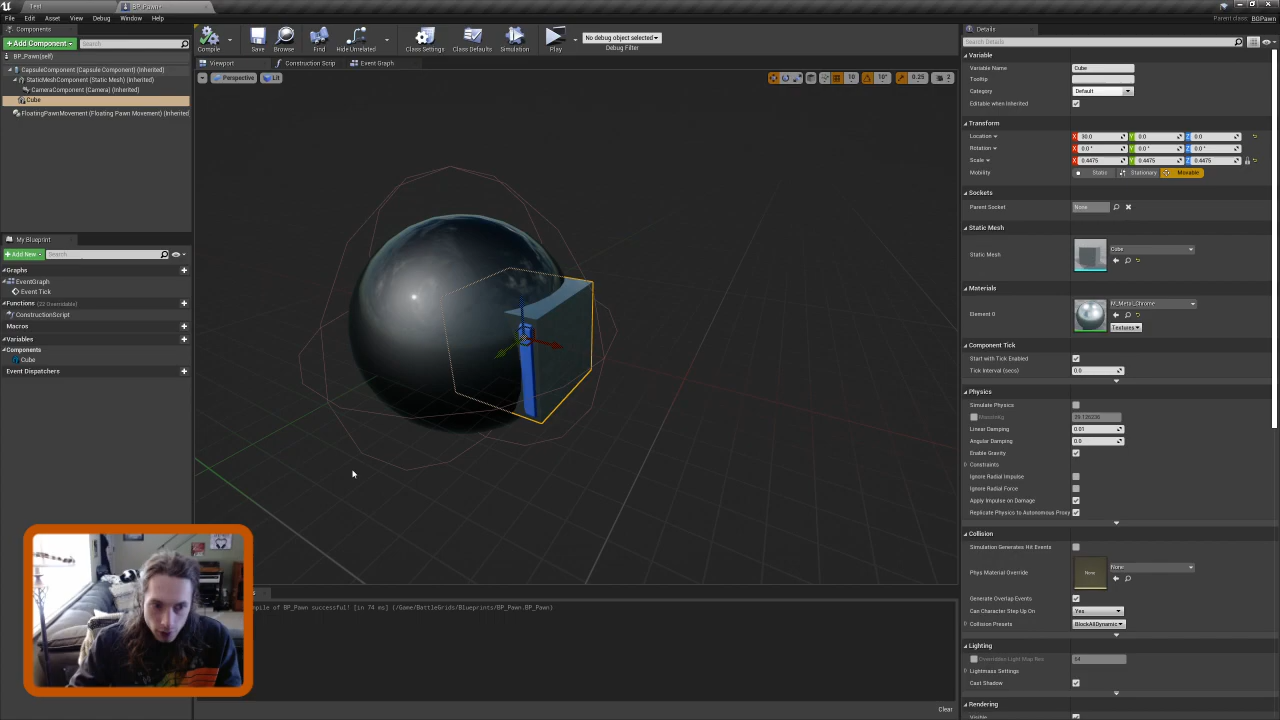 Test
BP_Pawn
File
Edit
Asset
View
Debug
Window
Help
Parent class:
BGPawn
Components
+ Add Component
Search
BP_Pawn(self)
CapsuleComponent (Capsule Component) (Inherited)
StaticMeshComponent (Static Mesh) (Inherited)
CameraComponent (Camera) (Inherited)
Cube
FloatingPawnMovement (Floating Pawn Movement) (Inherited
My Blueprint
+ Add New
Search
Graphs
EventGraph
Event Tick
Functions (22 Overridable)
ConstructionScript
Macros
Variables
Components
Cube
Event Dispatchers
Compile
Save
Browse
Find
Hide Unrelated
Class Settings
Class Defaults
Simulation
Play
No debug object selected
Debug Filter
Viewport
Construction Scrip
Event Graph
Perspective
Lit
10
10°
0.25
2
mpile of BP_Pawn successful! [in 74 ms] (/Game/BattleGrids/Blueprints/BP_Pawn.BP_Pawn)
Clear
Details
Search Details
Variable
Variable Name
Cube
Tooltip
Category
Default
Editable when Inherited
Transform
Location
X 30.0
Y 0.0
Z 0.0
Rotation
X 0.0 °
Y 0.0 °
Z 0.0 °
Scale
X 0.4475
Y 0.4475
Z 0.4475
Mobility
Static
Stationary
Movable
Sockets
Parent Socket
None
Static Mesh
Static Mesh
Cube
Materials
Element 0
M_Metal_Chrome
Textures
Component Tick
Start with Tick Enabled
Tick Interval (secs)
0.0
Physics
Simulate Physics
Linear Damping
0.01
Angular Damping
0.0
Enable Gravity
Constraints
Ignore Radial Impulse
Ignore Radial Force
Apply Impulse on Damage
Replicate Physics to Autonomous Proxy
Collision
Simulation Generates Hit Events
Phys Material Override
None
None
Generate Overlap Events
Can Character Step Up On
Yes
Collision Presets
BlockAllDynamic
Lighting
Overridden Light Map Res
64
Lightmass Settings
Cast Shadow
Rendering
Visible